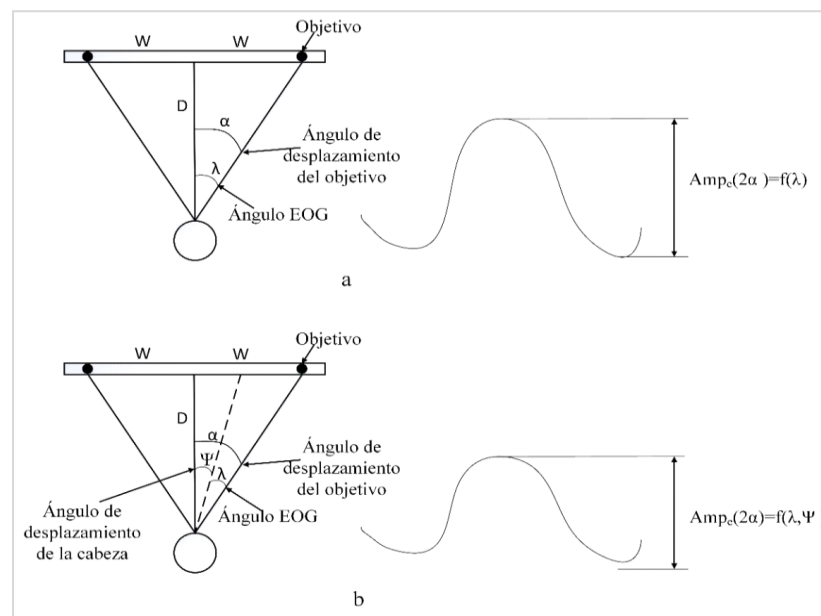 Objetivo
W W
D
α
Ángulo de
desplazamiento
del objetivo
λ
Ángulo EOG
Ampₑ(2α )=f(λ)
a
Objetivo
W W
D
α
Ψ
λ
Ángulo de
desplazamiento
del objetivo
Ángulo de
desplazamiento
de la cabeza
Ángulo EOG
Ampₑ(2α)=f(λ,Ψ
b